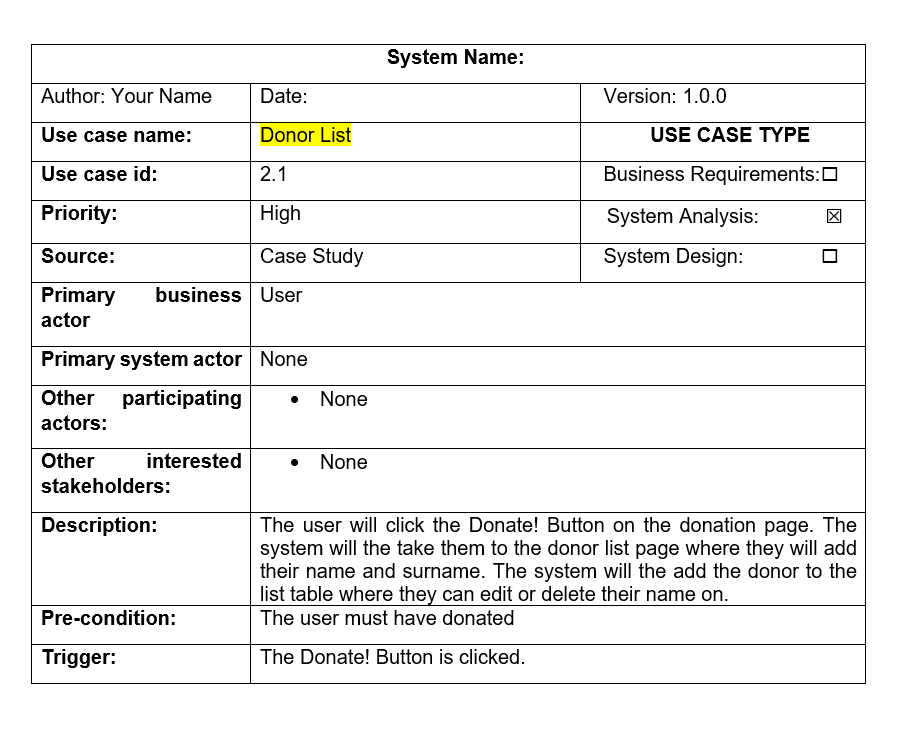 System Name:
Author: Your Name
Date:
Version: 1.0.0
Use case name:
Donor List
USE CASE TYPE
Use case id:
2.1
Business Requirements:☐
Priority:
High
System Analysis: ☒
Source:
Case Study
System Design: ☐
Primary business
actor
User
Primary system actor
None
Other participating
actors:
• None
Other interested
stakeholders:
• None
Description:
The user will click the Donate! Button on the donation page. The
system will the take them to the donor list page where they will add
their name and surname. The system will the add the donor to the
list table where they can edit or delete their name on.
Pre-condition:
The user must have donated
Trigger:
The Donate! Button is clicked.